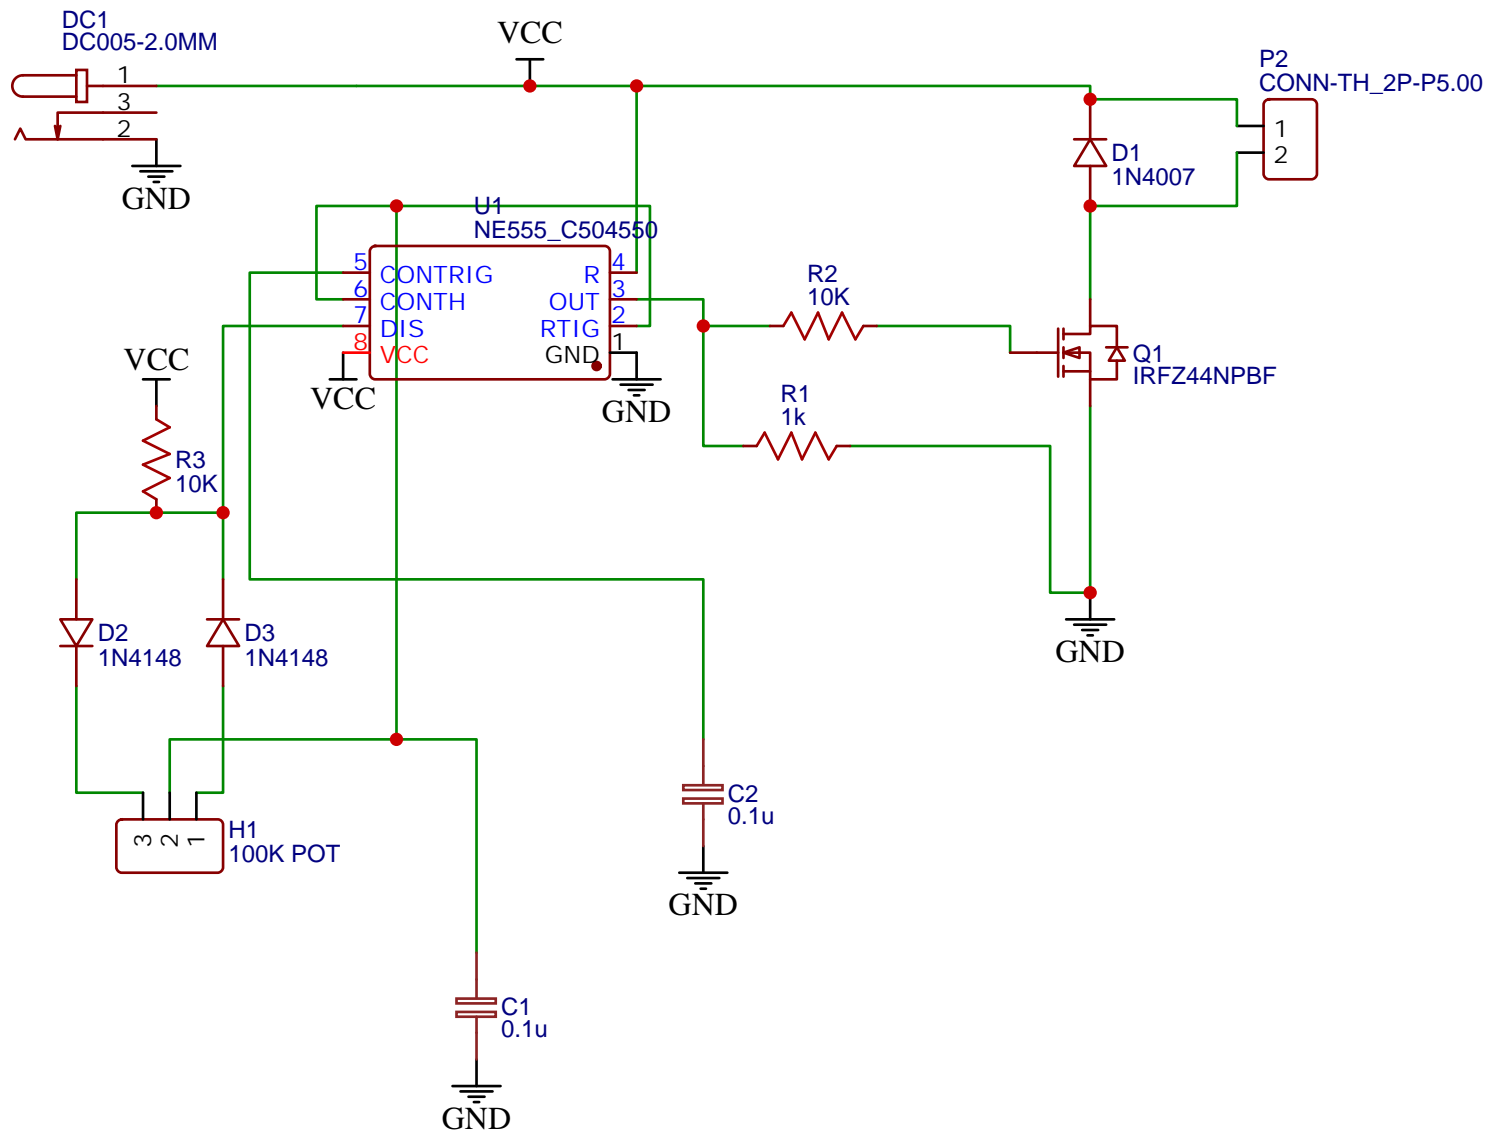 DC1
DC005-2.0MM
1
3
2
GND
VCC
P2
CONN-TH_2P-P5.00
1
2
D1
1N4007
U1
NE555_C504550
5
CONTRIG
6
CONTH
7
DIS
8
VCC
R
4
OUT
3
RTIG
2
GND
1
VCC
GND
R2
10K
Q1
IRFZ44NPBF
R1
1k
VCC
R3
10K
D2
1N4148
D3
1N4148
GND
3
2
1
H1
100K POT
C2
0.1u
GND
C1
0.1u
GND